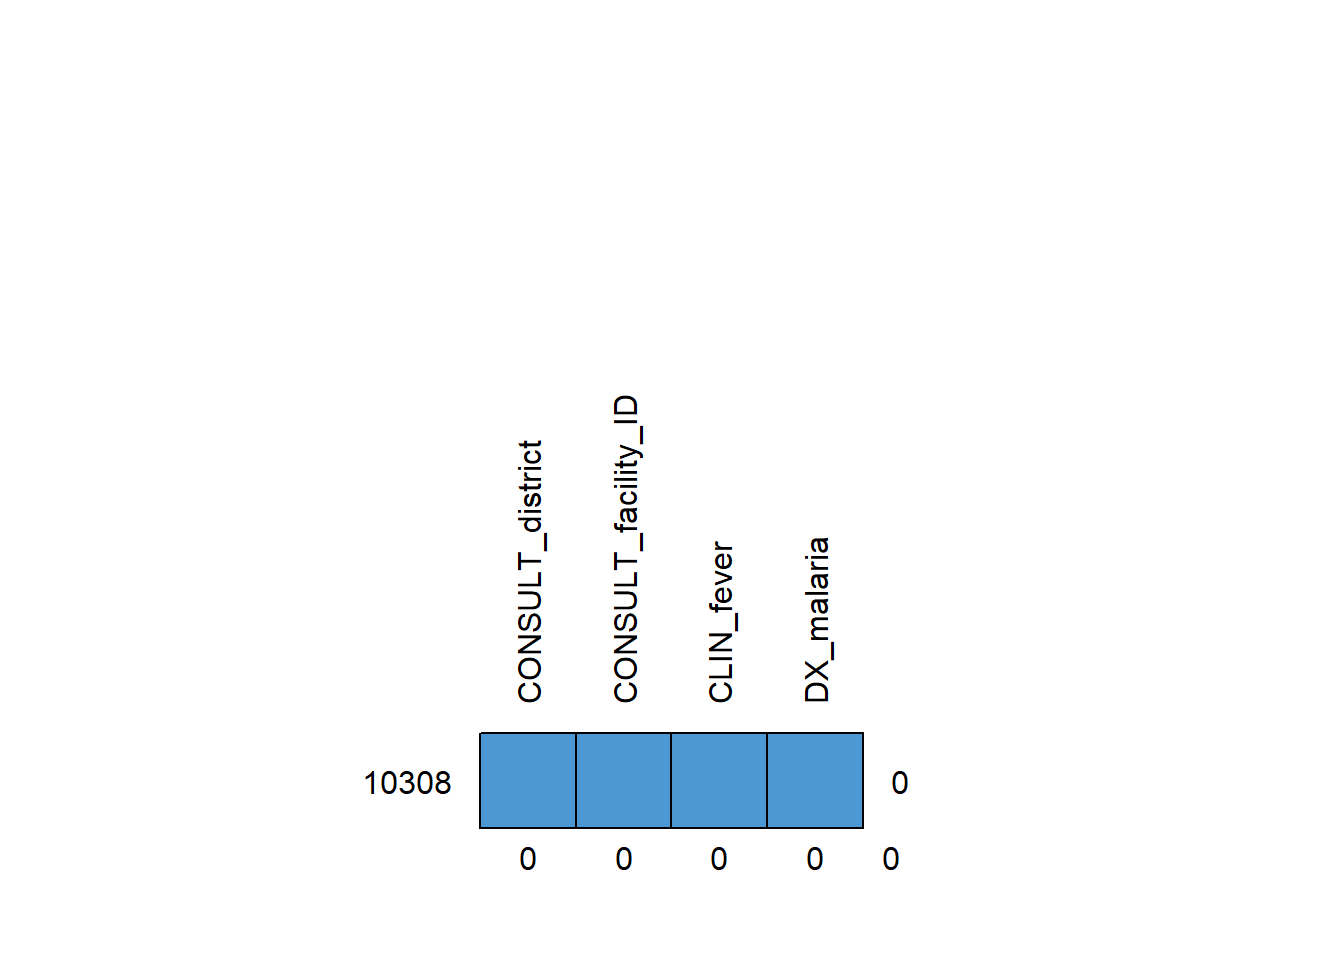 CONSULT_district
CONSULT_facility_ID
CLIN_fever
DX_malaria
10308 0
0 0 0 0 0